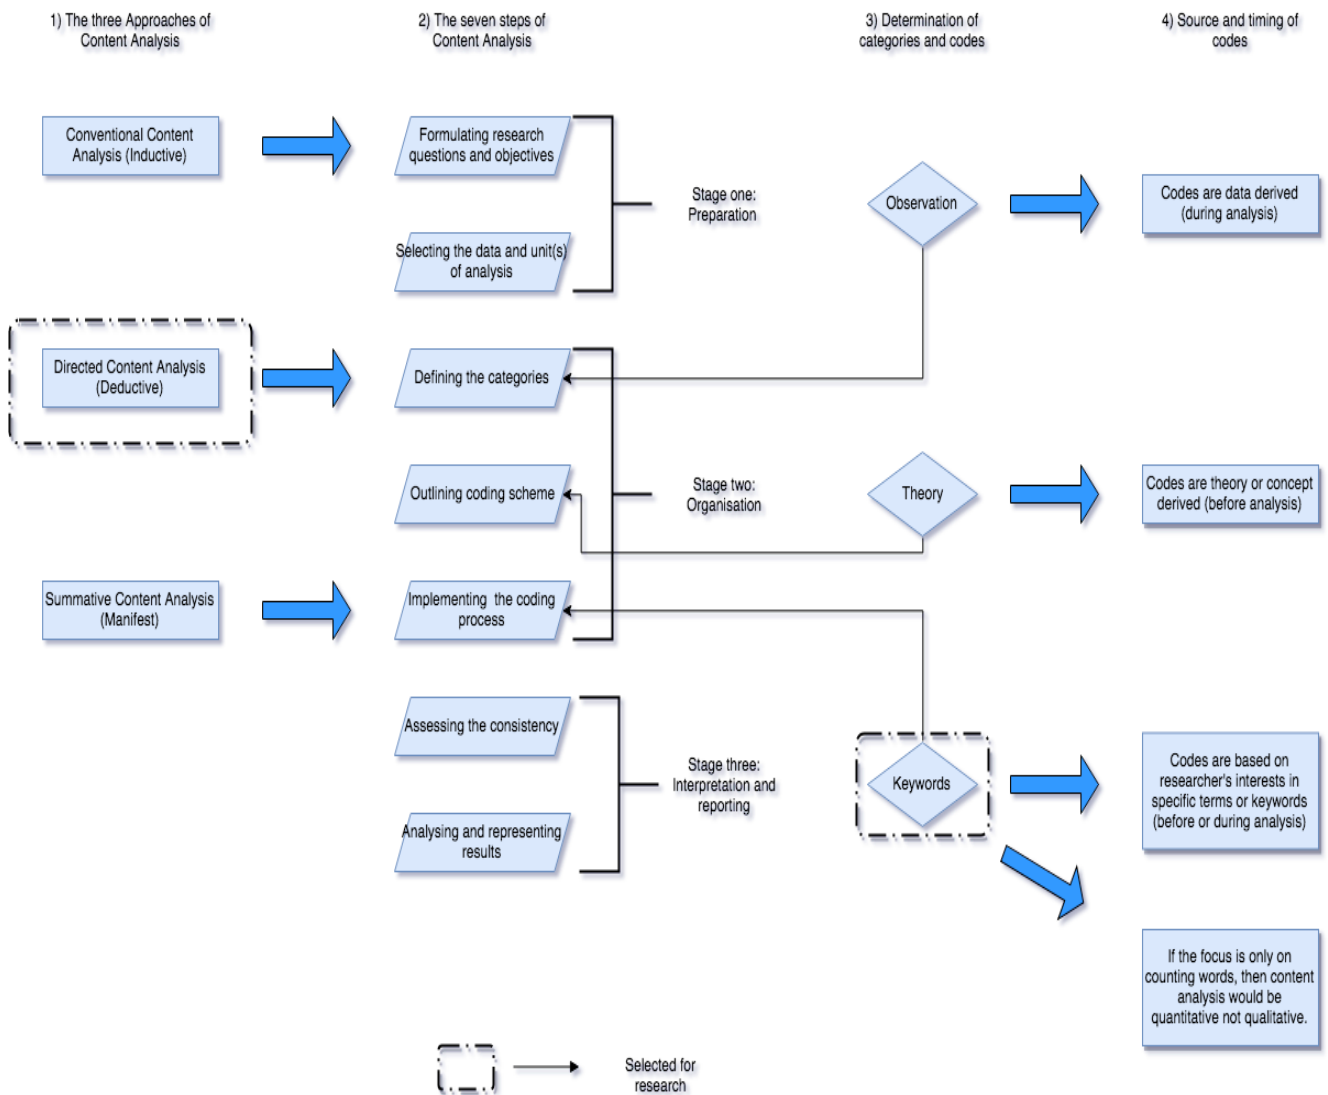 1) The three Approaches of
Content Analysis
2) The seven steps of
Content Analysis
3) Determination of
categories and codes
4) Source and timing of
codes
Conventional Content
Analysis (Inductive)
Formulating research
questions and objectives
Stage one:
Preparation
Observation
Codes are data derived
(during analysis)
Selecting the data and unit(s)
of analysis
Directed Content Analysis
(Deductive)
Defining the categories
Outlining coding scheme
Stage two:
Organisation
Theory
Codes are theory or concept
derived (before analysis)
Summative Content Analysis
(Manifest)
Implementing the coding
process
Assessing the consistency
Stage three:
Interpretation and
reporting
Keywords
Codes are based on
researcher's interests in
specific terms or keywords
(before or during analysis)
Analysing and representing
results
If the focus is only on
counting words, then content
analysis would be
quantitative not qualitative.
Selected for
research